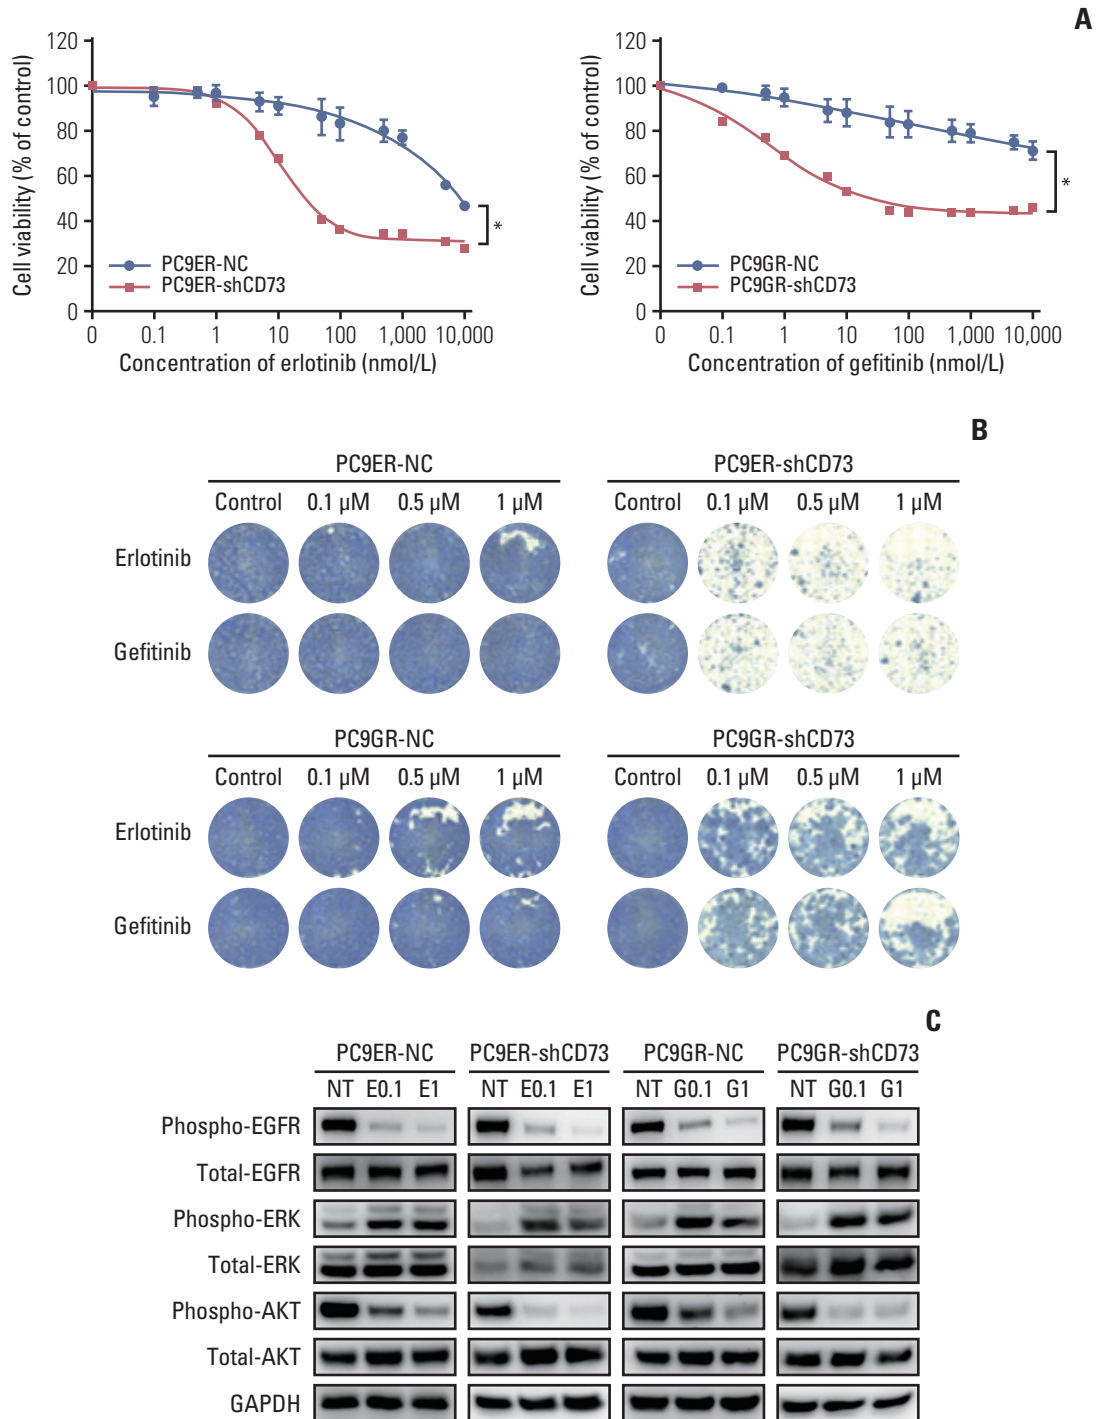 A
120
100
80
60
40
20
0
Cell viability (% of control)
PC9ER-NC
PC9ER-shCD73
*
0 0.1 1 10 100 1,000 10,000
Concentration of erlotinib (nmol/L)
120
100
80
60
40
20
0
Cell viability (% of control)
PC9GR-NC
PC9GR-shCD73
*
0 0.1 1 10 100 1,000 10,000
Concentration of gefitinib (nmol/L)
B
PC9ER-NC PC9ER-shCD73
Control 0.1 µM 0.5 µM 1 µM Control 0.1 µM 0.5 µM 1 µM
Erlotinib
Gefitinib
PC9GR-NC PC9GR-shCD73
Control 0.1 µM 0.5 µM 1 µM Control 0.1 µM 0.5 µM 1 µM
Erlotinib
Gefitinib
C
PC9ER-NC PC9ER-shCD73 PC9GR-NC PC9GR-shCD73
NT E0.1 E1 NT E0.1 E1 NT G0.1 G1 NT G0.1 G1
Phospho-EGFR
Total-EGFR
Phospho-ERK
Total-ERK
Phospho-AKT
Total-AKT
GAPDH